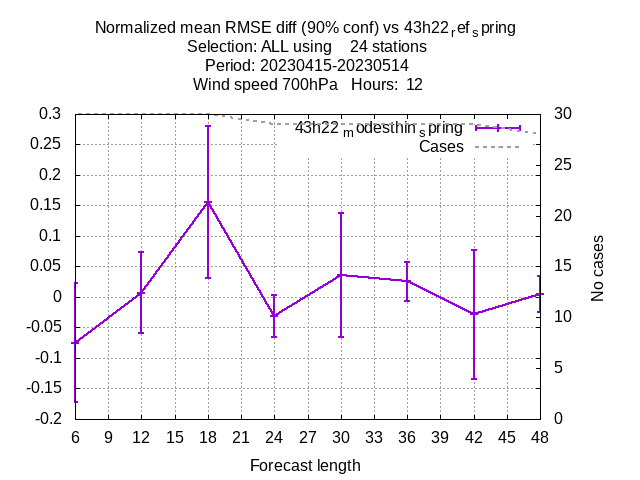 Normalized mean RMSE diff (90% conf) vs 43h22refspring
Selection: ALL using 24 stations
Period: 20230415-20230514
Wind speed 700hPa Hours: 12
43h22modesthinspring
Cases
0.3
0.25
0.2
0.15
0.1
0.05
0
-0.05
-0.1
-0.15
-0.2
30
25
20
15
10
5
0
No cases
6 9 12 15 18 21 24 27 30 33 36 39 42 45 48
Forecast length